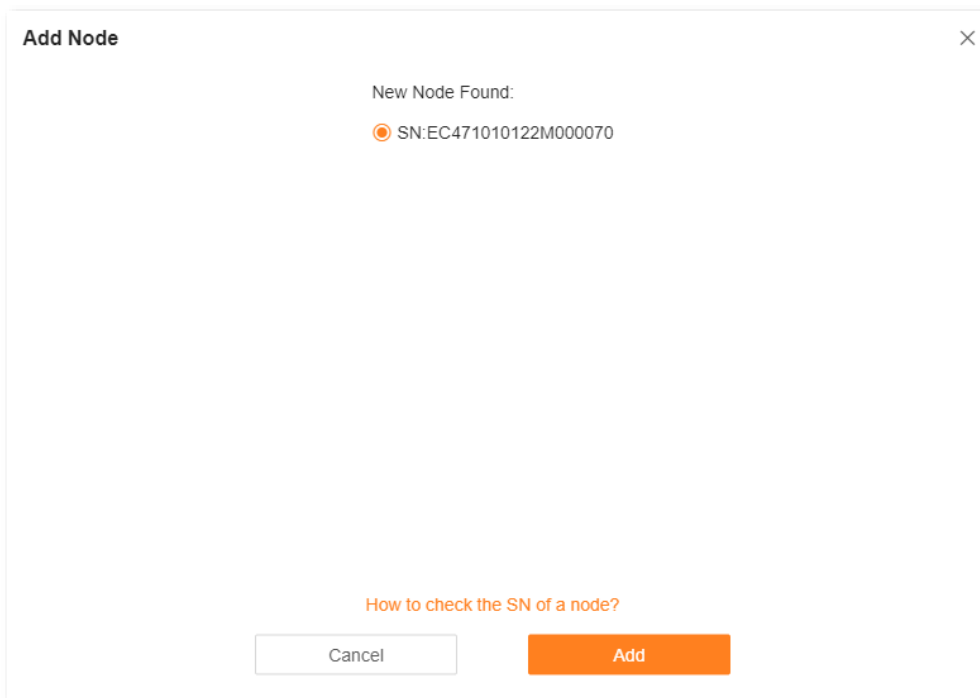 Add Node
New Node Found:
SN:EC471010122M000070
How to check the SN of a node?
Cancel
Add